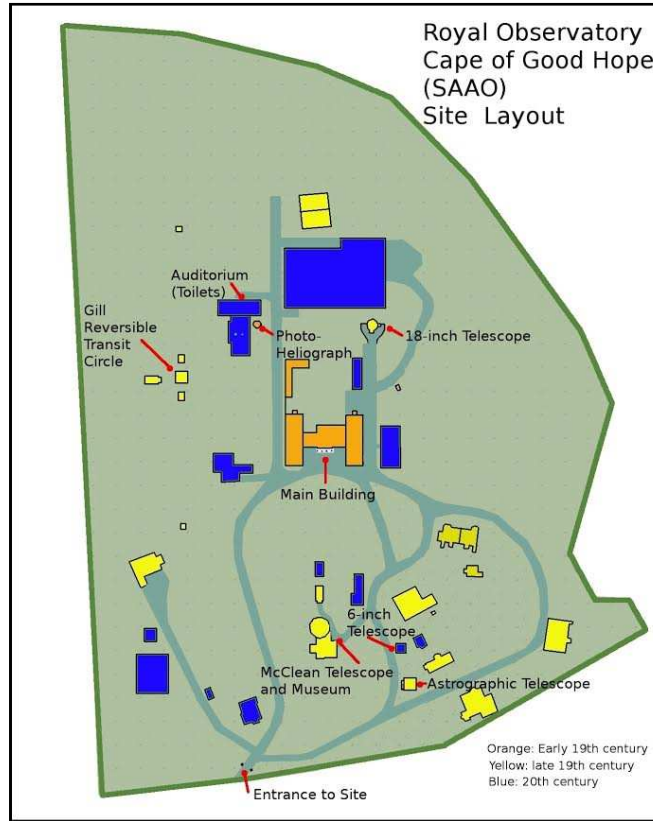 Royal Observatory
Cape of Good Hope
(SAAO)
Site Layout
Auditorium
(Toilets)
Gill
Reversible
Transit
Circle
Photo-
Heliograph
18-inch Telescope
Main Building
6-inch
Telescope
McClean Telescope
and Museum
Astrographic Telescope
Orange: Early 19th century
Yellow: late 19th century
Blue: 20th century
Entrance to Site